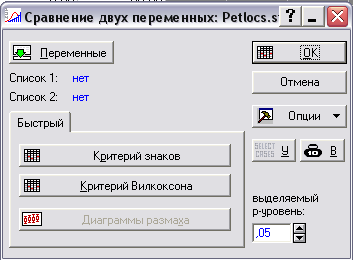 Сравнение двух переменных: Petlocs.s
Переменные
OK
Список 1: нет
Список 2: нет
Отмена
Быстрый
Опции
Критерий знаков
SELECT CASES У В
Критерий Вилкоксона
Диаграммы размаха
выделяемый
p-уровень:
,05